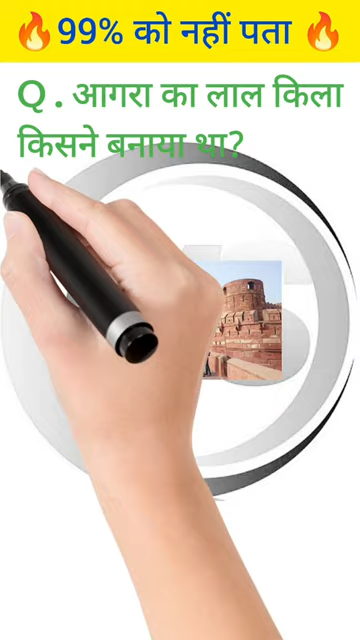 🔥99% को नहीं पता 🔥
Q . आगरा का लाल किला
किसने बनाया था?